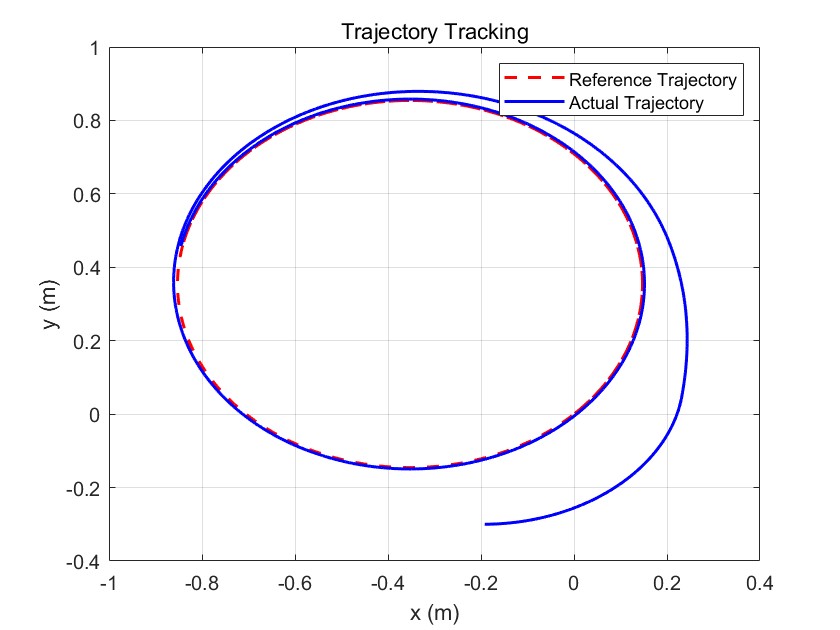 Trajectory Tracking
1
Reference Trajectory
Actual Trajectory
0.8
0.6
0.4
y (m)
0.2
0
-0.2
-0.4
-1 -0.8 -0.6 -0.4 -0.2 0 0.2 0.4
x (m)